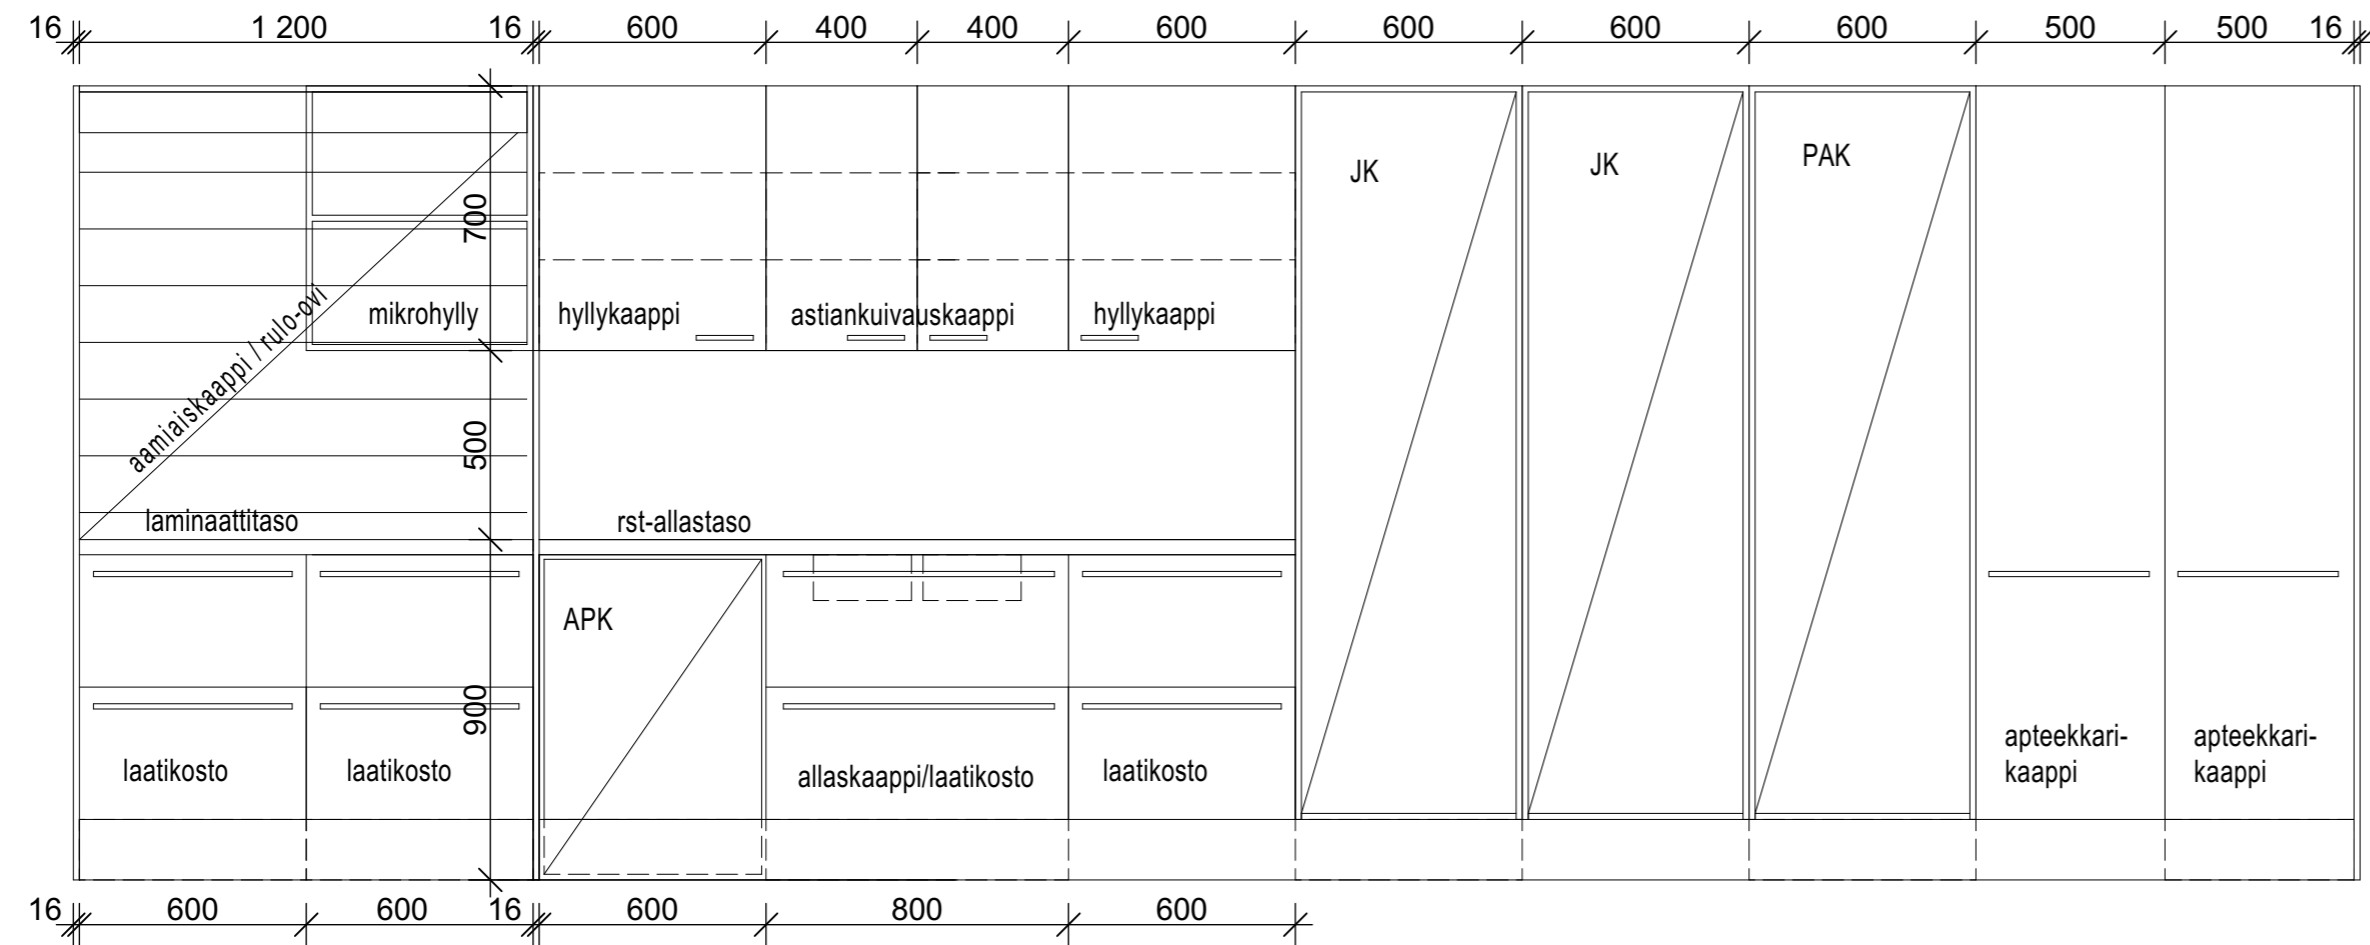 16 1 200 16 600 400 400 600 600 600 600 500 500 16
JK JK PAK
700
mikrohylly hyllykaappi astiankuivauskaappi hyllykaappi
aamiaiskaappi / rulo-ovi
500
laminaattitaso rst-allastaso
APK
900
laatikosto laatikosto allaskaappi/laatikosto laatikosto
apteekkari-
kaappi
apteekkari-
kaappi
16 600 600 16 600 800 600